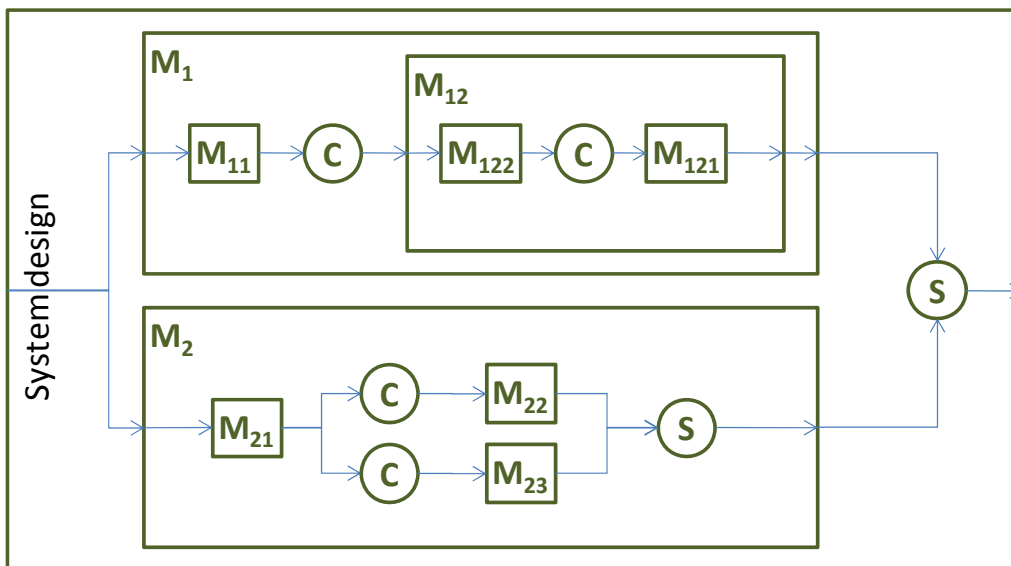 System design
M₁
M₁₂
M₁₁
C
M₁₂₂
C
M₁₂₁
S
M₂
M₂₁
C
M₂₂
S
C
M₂₃